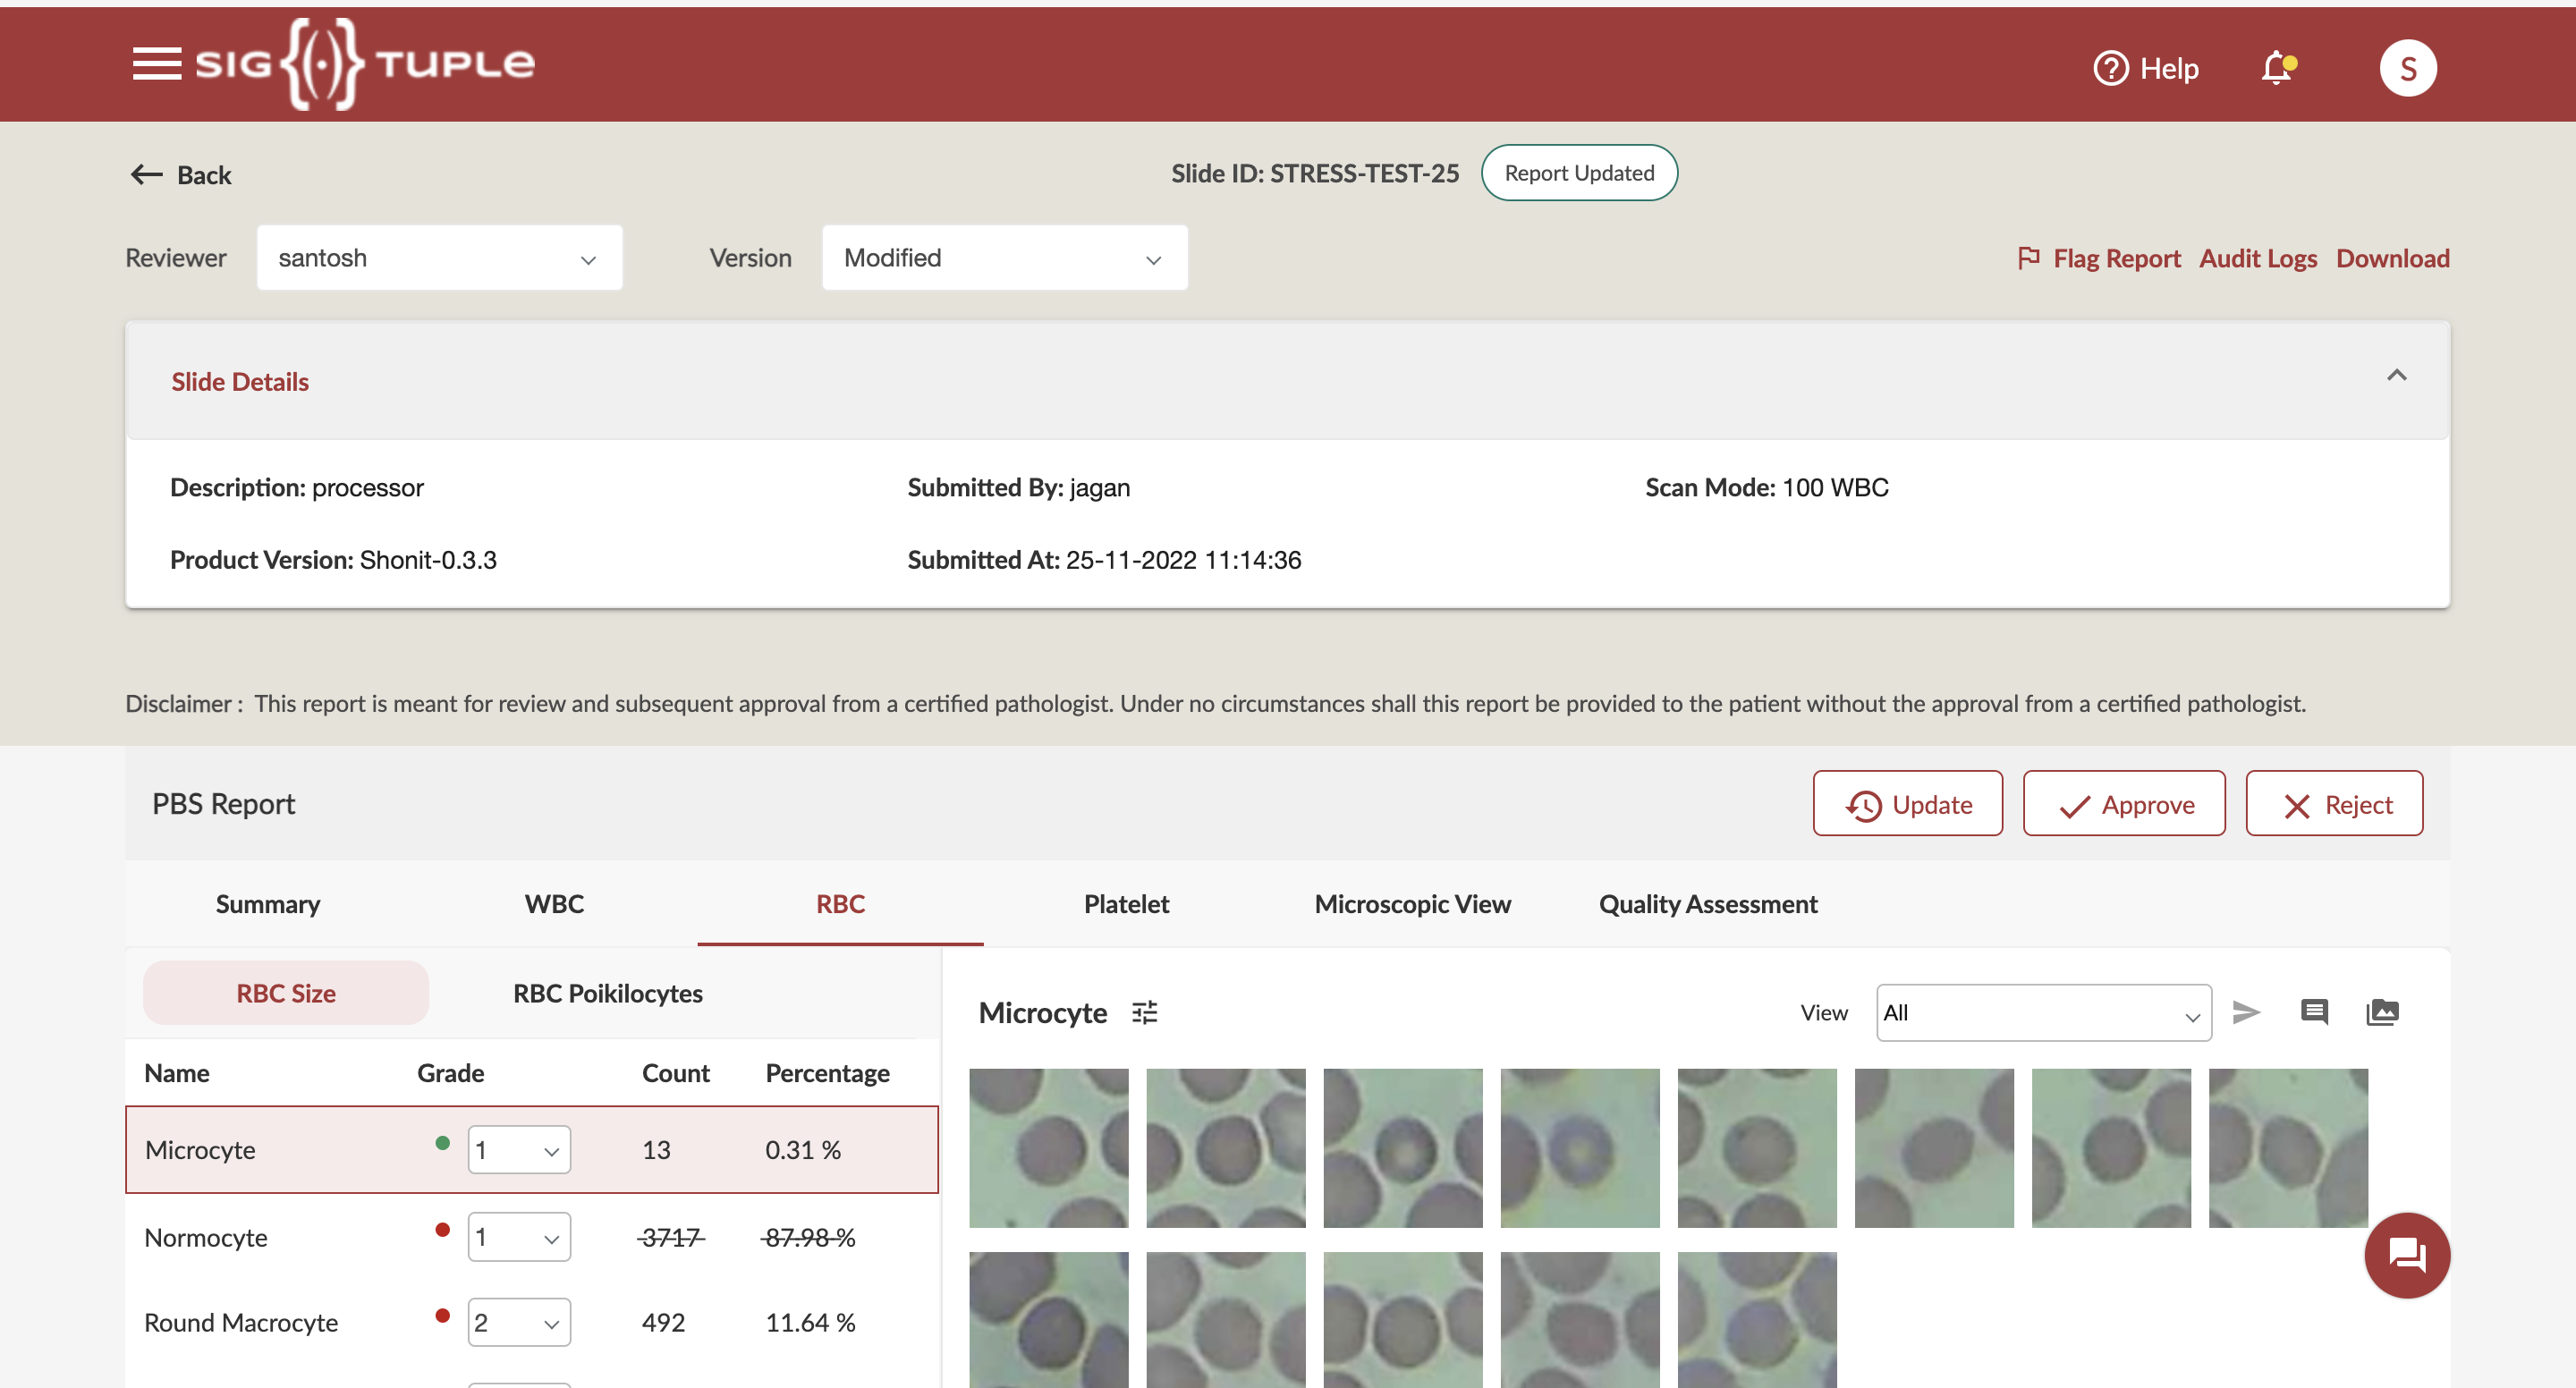 SIG TUPLE
Help
S
Back
Slide ID: STRESS-TEST-25
Report Updated
Reviewer
santosh
Version
Modified
Flag Report
Audit Logs
Download
Slide Details
Description: processor
Submitted By: jagan
Scan Mode: 100 WBC
Product Version: Shonit-0.3.3
Submitted At: 25-11-2022 11:14:36
Disclaimer : This report is meant for review and subsequent approval from a certified pathologist. Under no circumstances shall this report be provided to the patient without the approval from a certified pathologist.
PBS Report
Update
Approve
Reject
Summary
WBC
RBC
Platelet
Microscopic View
Quality Assessment
RBC Size
RBC Poikilocytes
Microcyte
View
All
Name Grade Count Percentage
Microcyte 1 13 0.31 %
Normocyte 1 3717 87.98 %
Round Macrocyte 2 492 11.64 %